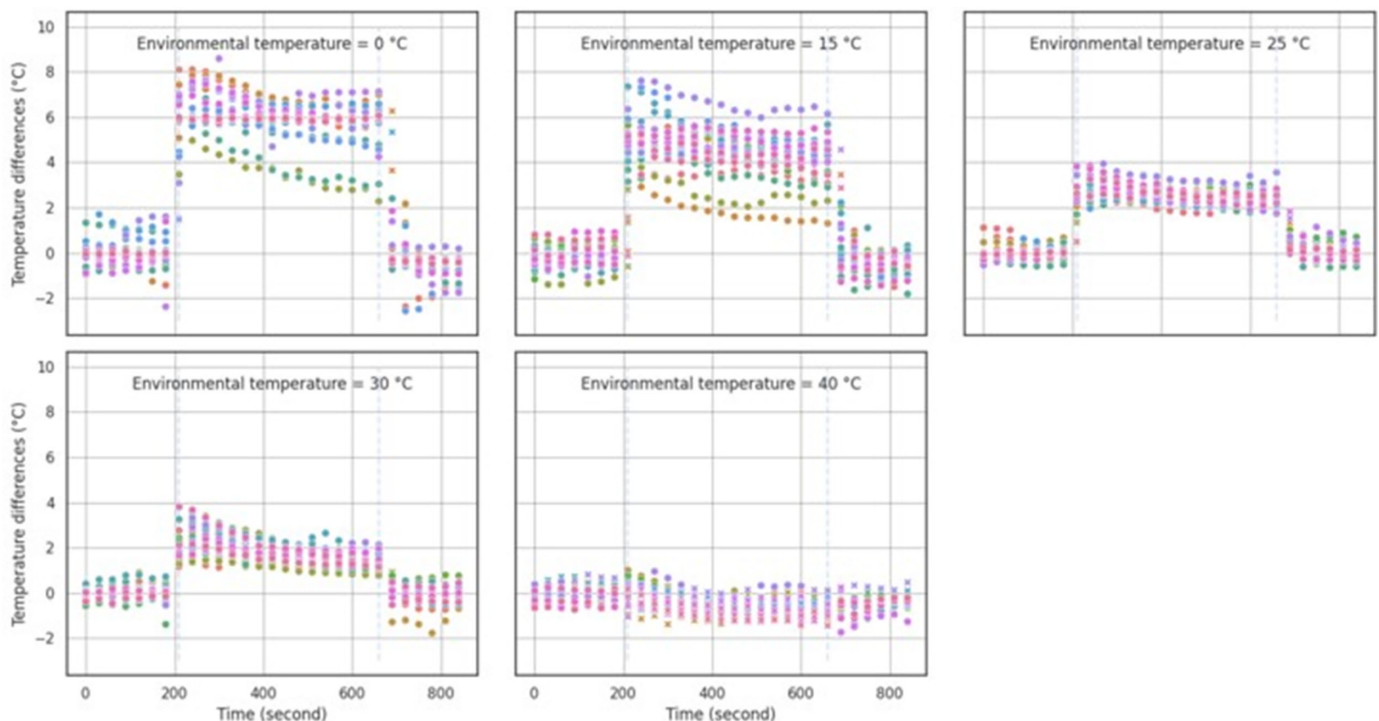 Environmental temperature = 0 °C
Environmental temperature = 15 °C
Environmental temperature = 25 °C
Temperature differences (°C)
10
8
6
4
2
0
−2
Environmental temperature = 30 °C
Environmental temperature = 40 °C
Temperature differences (°C)
10
8
6
4
2
0
−2
0 200 400 600 800
0 200 400 600 800
Time (second)
Time (second)